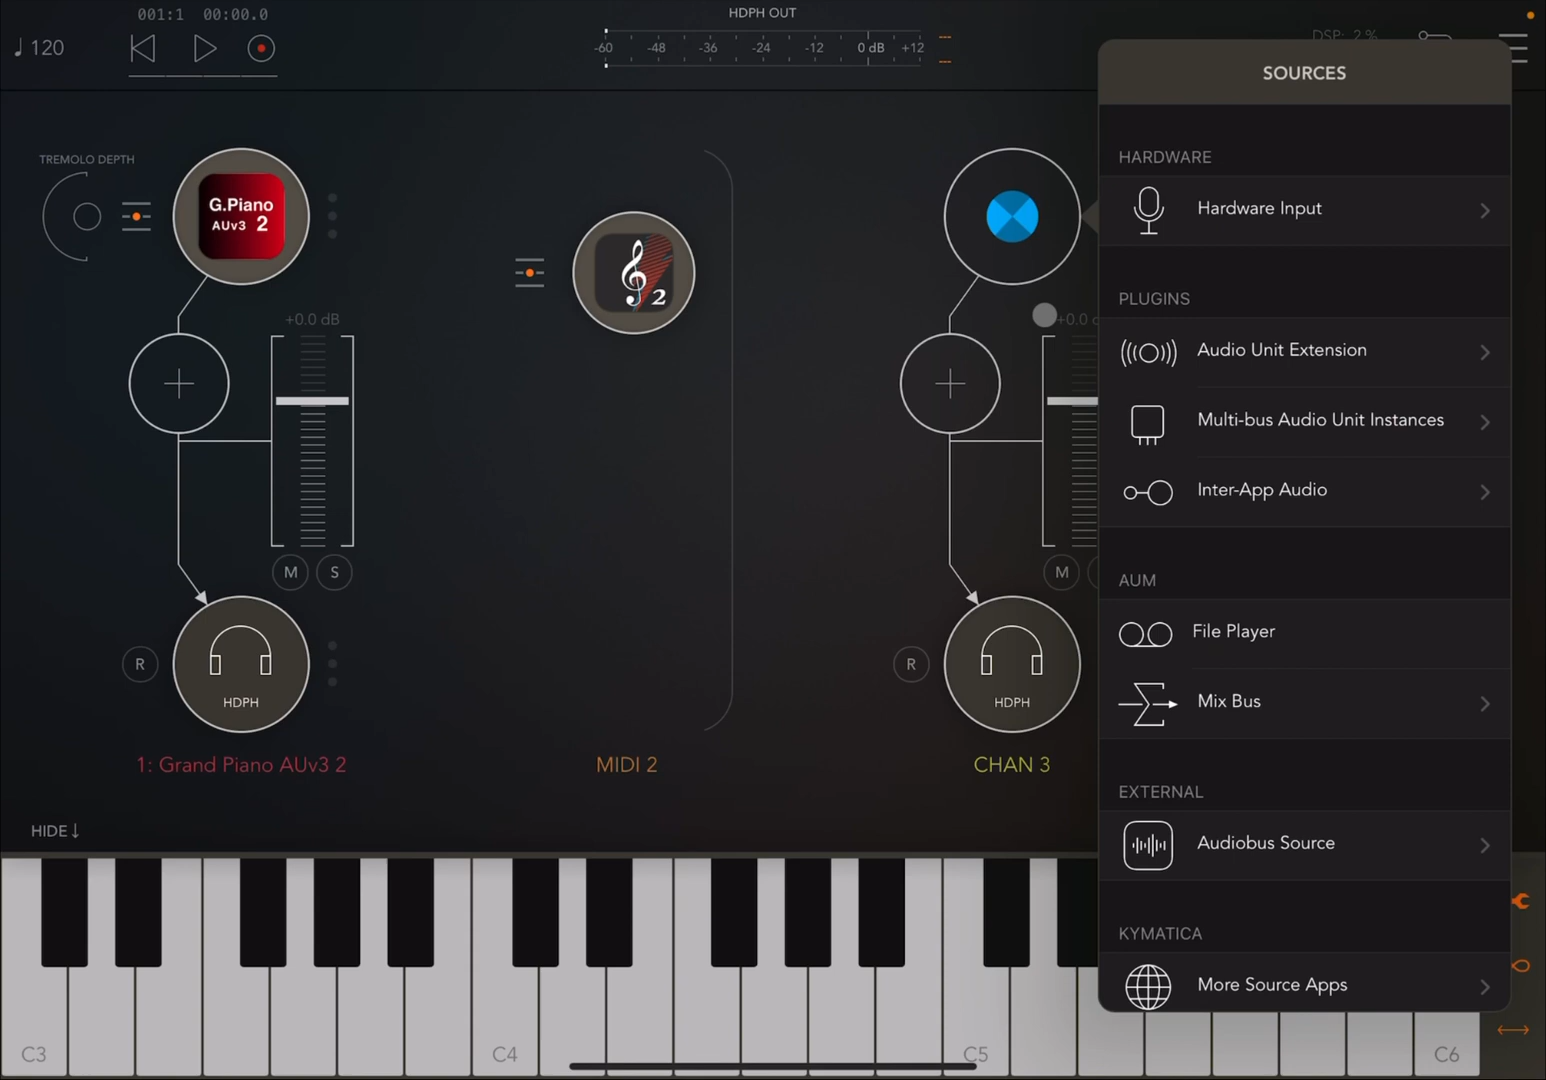 001:1 00:00.0
HDPH OUT
120
-60 -48 -36 -24 -12 0 dB +12
DSP: 2 %
SOURCES
HARDWARE
Hardware Input
PLUGINS
Audio Unit Extension
Multi-bus Audio Unit Instances
Inter-App Audio
AUM
File Player
Mix Bus
EXTERNAL
Audiobus Source
KYMATICA
More Source Apps
TREMOLO DEPTH
G.Piano
AUv3 2
2
+0.0 dB
+0.0
M S
M
R
HDPH
R
HDPH
1: Grand Piano AUv3 2
MIDI 2
CHAN 3
HIDE
C3 C4 C5 C6